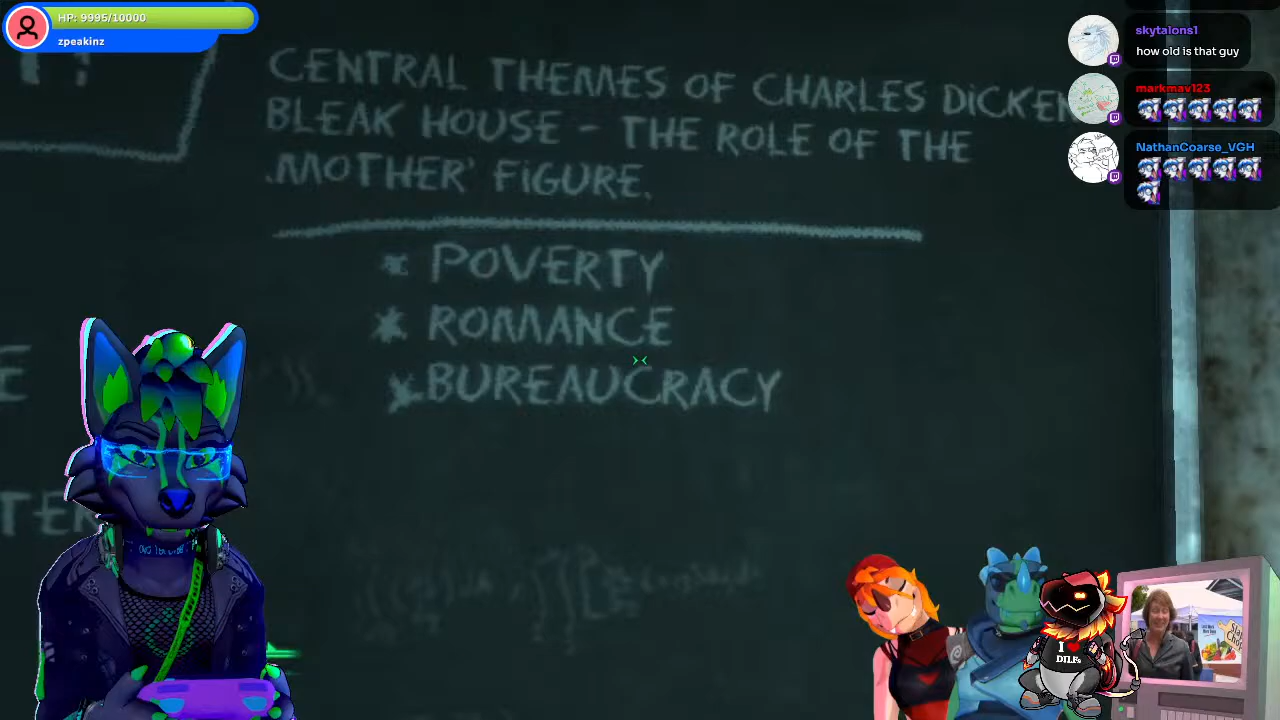 HP: 9995/10000
zpeakinz
skytalons1
how old is that guy
markmav123
NathanCoarse_VGH
CENTRAL THEMES OF CHARLES DiCKEN
BLEAK HOUSE - THE ROLE OF THE
'MOTHER' FiGURE.
* POVERTY
* ROMANCE
* BUREAUCRACY
E
TER
I ♥
DILFs